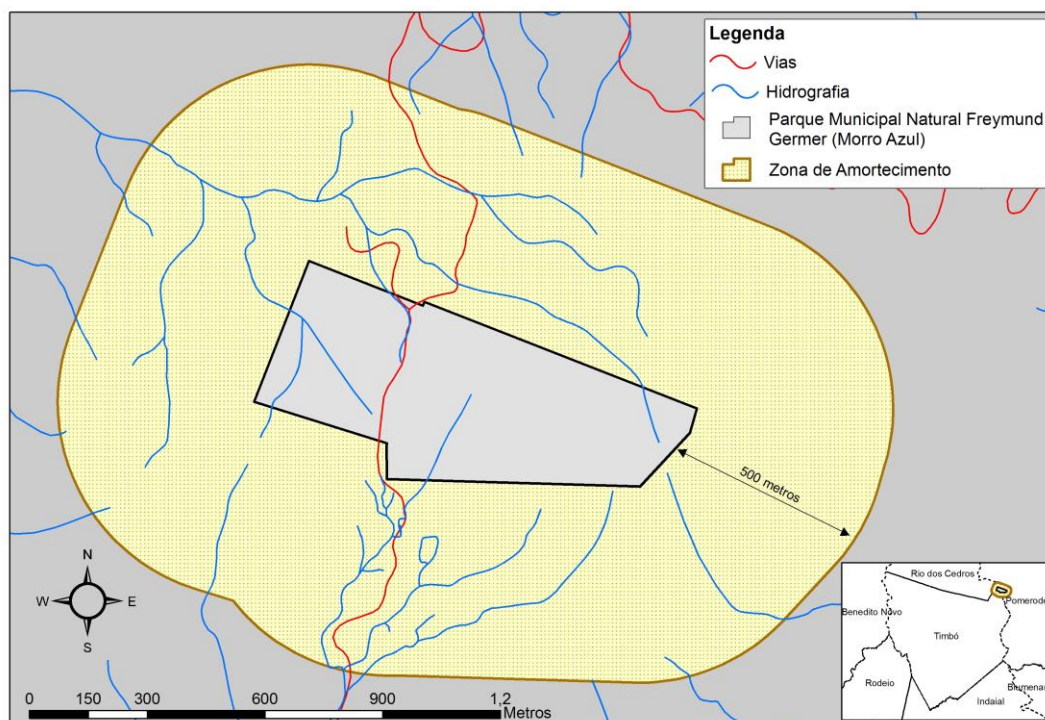 Legenda
Vias
Hidrografia
Parque Municipal Natural Freymund
Germer (Morro Azul)
Zona de Amortecimento
500 metros
N
W
E
S
0 150 300 600 900 1,2
Metros
Rio dos Cedros
Pomerode
Benedito Novo
Timbó
Rodeio
Indaial